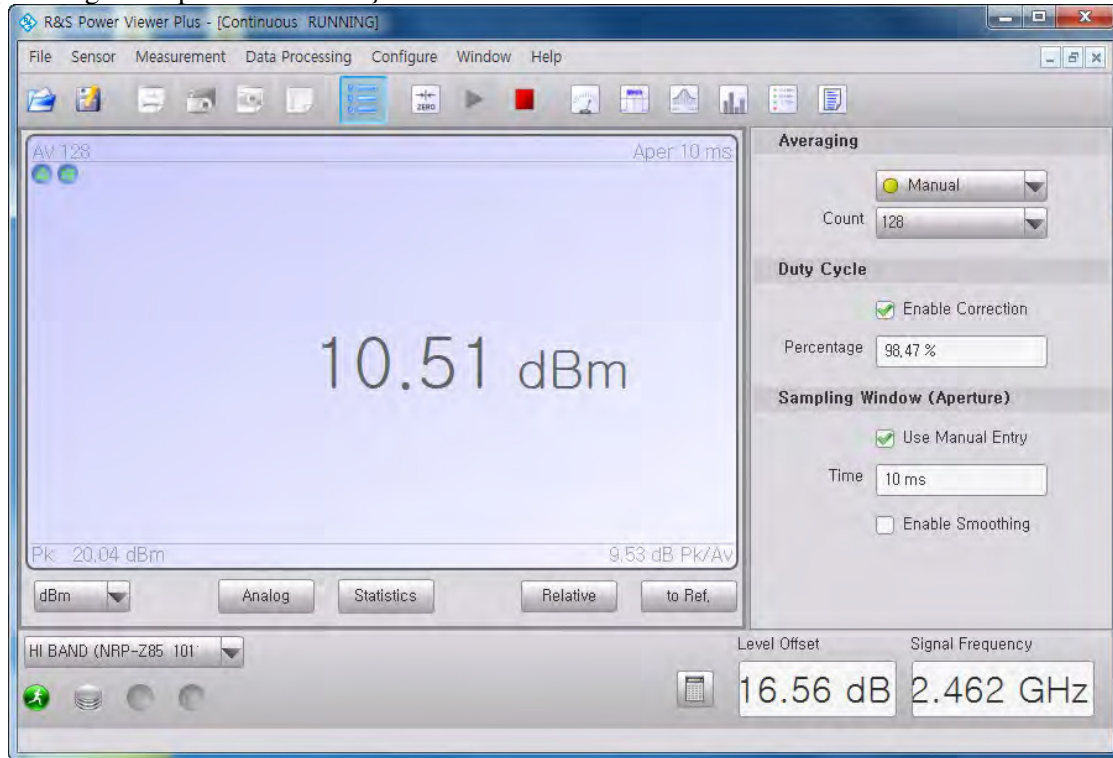 R&S Power Viewer Plus - [Continuous RUNNING]
File Sensor Measurement Data Processing Configure Window Help
ZERO
AV 128 Aper 10 ms
10.51 dBm
Pk 20.04 dBm 9.53 dB Pk/Av
dBm Analog Statistics Relative to Ref.
Averaging
Manual
Count 128
Duty Cycle
Enable Correction
Percentage 98.47 %
Sampling Window (Aperture)
Use Manual Entry
Time 10 ms
Enable Smoothing
HI BAND (NRP-Z85 101
Level Offset Signal Frequency
16.56 dB 2.462 GHz